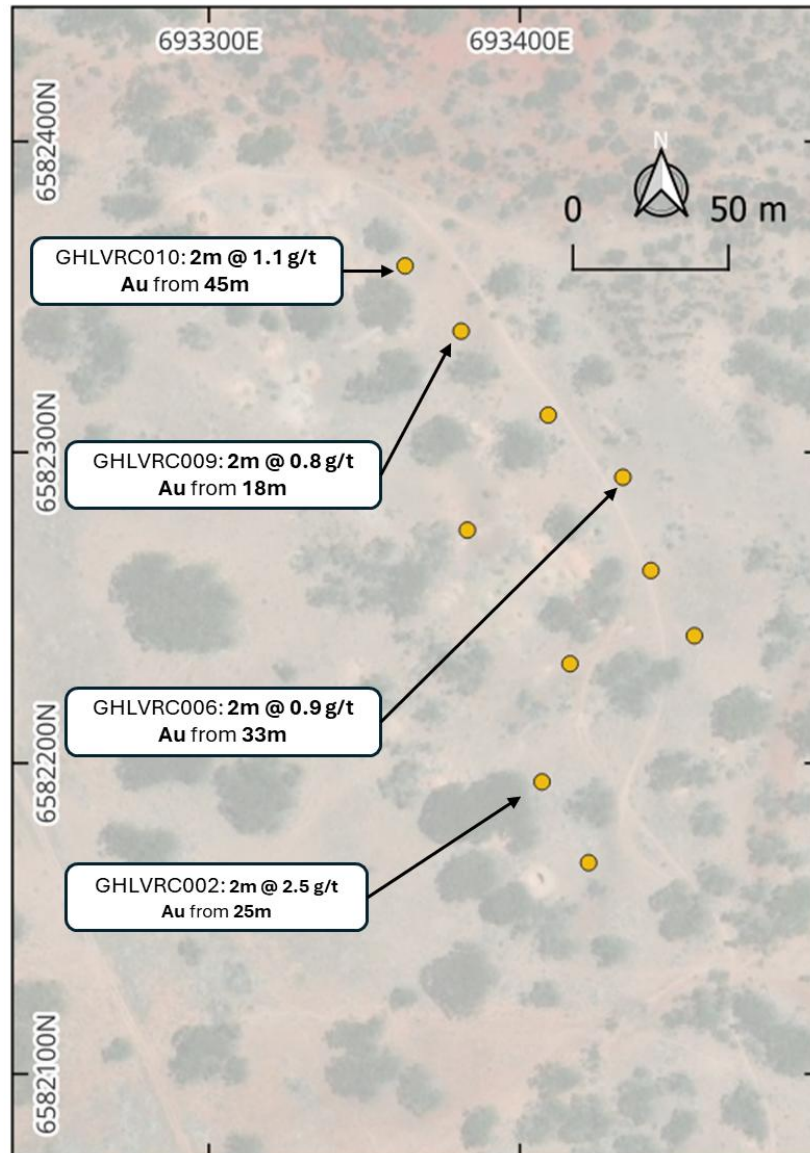 693300E
693400E
6582400N
N
0
50 m
GHLVRC010: 2m @ 1.1 g/t
Au from 45m
6582300N
GHLVRC009: 2m @ 0.8 g/t
Au from 18m
GHLVRC006: 2m @ 0.9 g/t
Au from 33m
6582200N
GHLVRC002: 2m @ 2.5 g/t
Au from 25m
6582100N